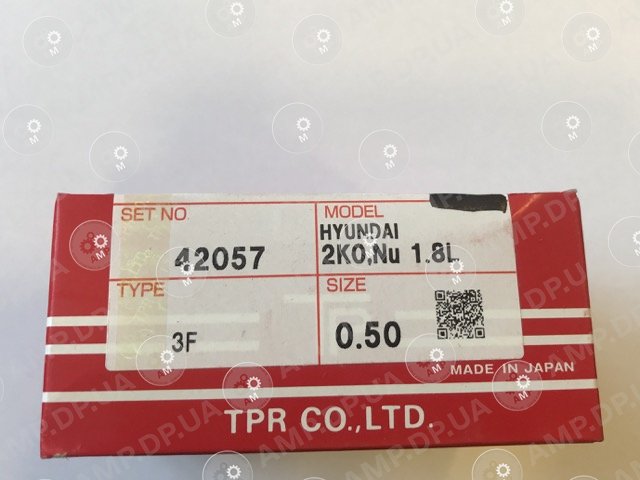 SET NO
42057
MODEL
HYUNDAI
2KO,Nu 1.8L
TYPE
3F
SIZE
0.50
MADE IN JAPAN
TPR CO.,LTD.
AMP.DP.UA